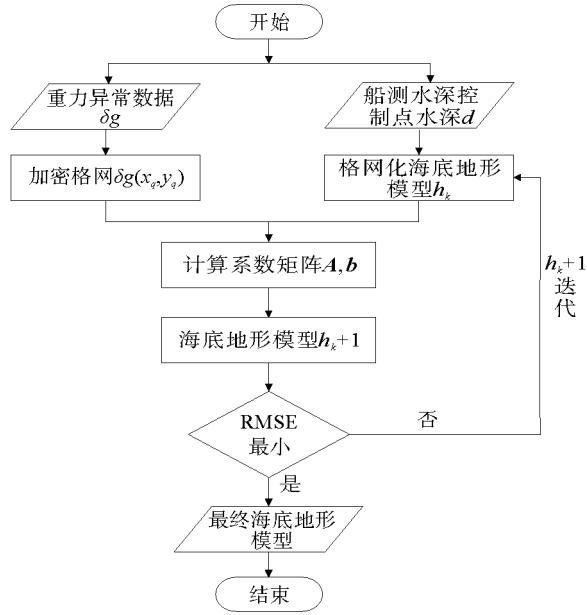 开始
重力异常数据
δg
船测水深控
制点水深d
加密格网δg(xq,yq)
格网化海底地形
模型hk
计算系数矩阵A,b
hk+1
迭
代
海底地形模型hk+1
RMSE
最小
否
是
最终海底地形
模型
结束